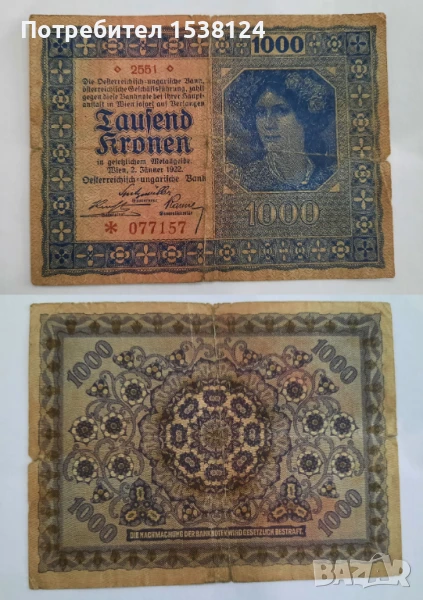 Потребител 1538124
1000
◇ 2551 ◇
Die Oesterreichisch-ungarische Bank,
österreichische Geschäftsführung, zahlt
gegen diese Banknote bei ihrer Haupt-
anstalt in Wien sofort auf Verlangen
Tausend
Kronen
in gesetzlichem Metallgelde.
Wien, 2. Jänner 1922.
Oesterreichisch-ungarische Bank
1000
* 077157
1000
1000
1000
1000
DIE NACHMACHUNG DER BANKNOTEN WIRD GESETZLICH BESTRAFT.
BAZAR